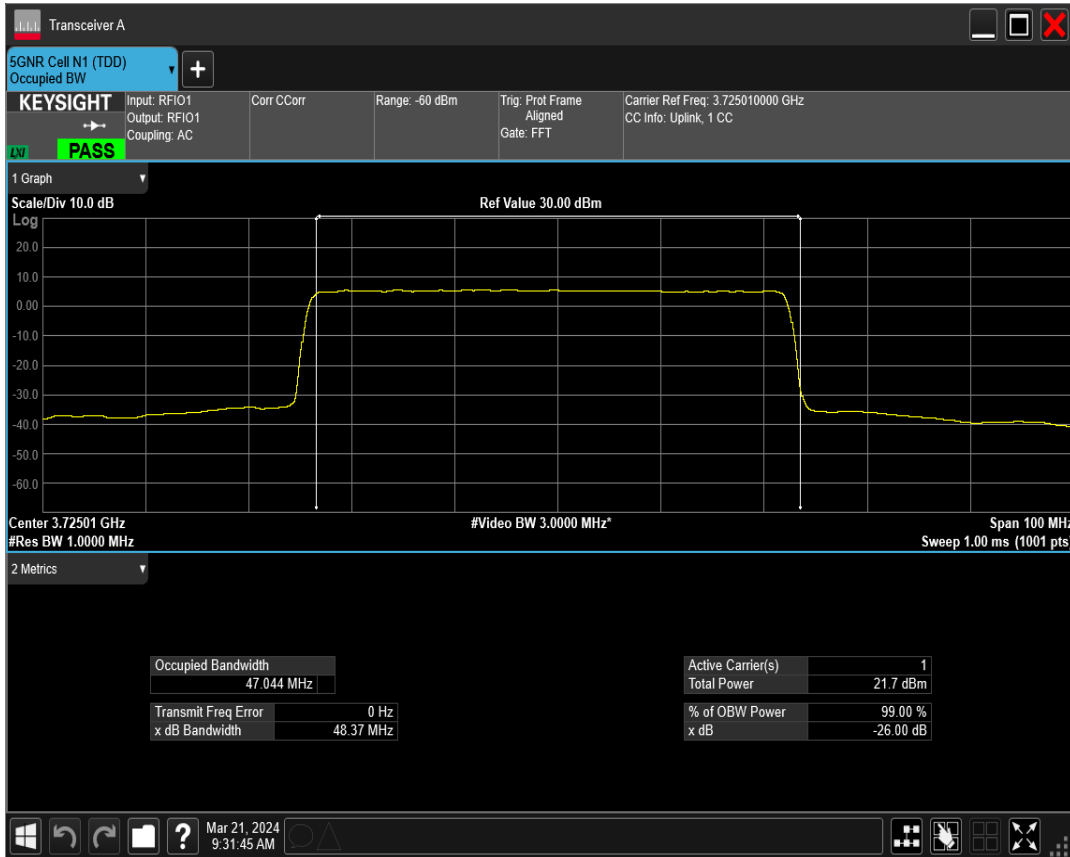 Transceiver A
5GNR Cell N1 (TDD)
Occupied BW
+
KEYSIGHT
LXI
PASS
Input: RFIO1
Output: RFIO1
Coupling: AC
Corr CCorr
Range: -60 dBm
Trig: Prot Frame
Aligned
Gate: FFT
Carrier Ref Freq: 3.725010000 GHz
CC Info: Uplink, 1 CC
1 Graph
Scale/Div 10.0 dB
Ref Value 30.00 dBm
Log
20.0
10.0
0.00
-10.0
-20.0
-30.0
-40.0
-50.0
-60.0
Center 3.72501 GHz
#Video BW 3.0000 MHz*
Span 100 MHz
#Res BW 1.0000 MHz
Sweep 1.00 ms (1001 pts)
2 Metrics
Occupied Bandwidth
47.044 MHz
Transmit Freq Error 0 Hz
x dB Bandwidth 48.37 MHz
Active Carrier(s) 1
Total Power 21.7 dBm
% of OBW Power 99.00 %
x dB -26.00 dB
?
Mar 21, 2024
9:31:45 AM